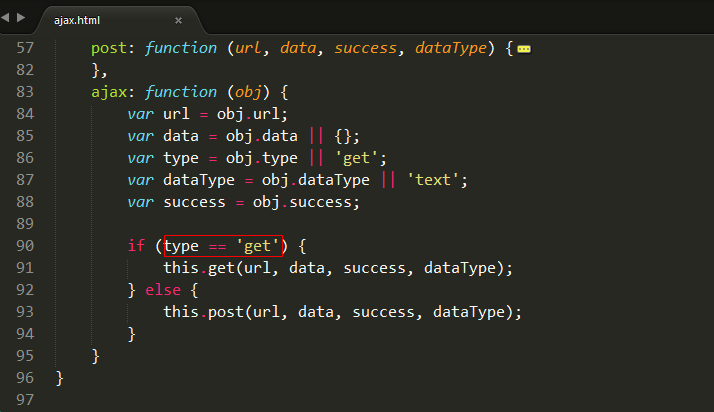 ajax.html
57 post: function (url, data, success, dataType) {
82 },
83 ajax: function (obj) {
84 var url = obj.url;
85 var data = obj.data || {};
86 var type = obj.type || 'get';
87 var dataType = obj.dataType || 'text';
88 var success = obj.success;
89
90 if (type == 'get') {
91 this.get(url, data, success, dataType);
92 } else {
93 this.post(url, data, success, dataType);
94 }
95 }
96 }
97